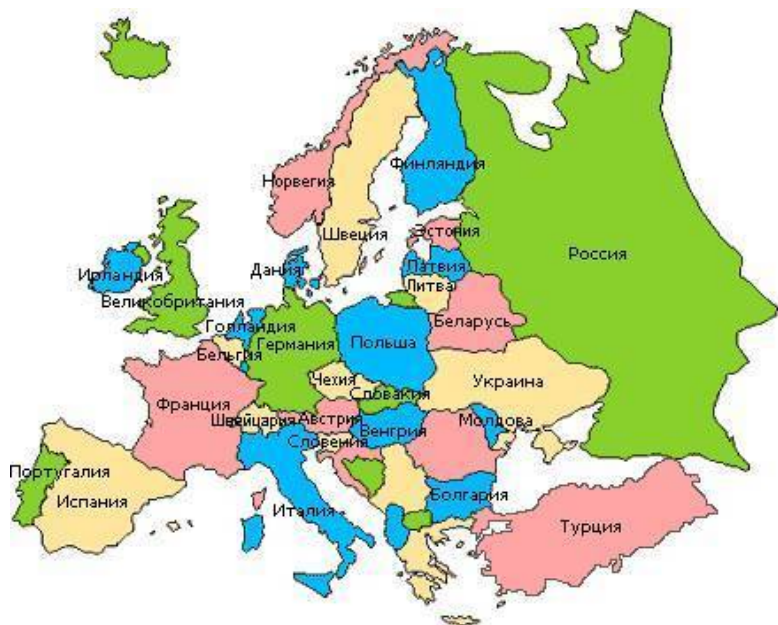 Финляндия
Норвегия
Швеция
Эстония
Россия
Ирландия
Дания
Латвия
Литва
Великобритания
Голландия
Беларусь
Германия
Польша
Бельгия
Чехия
Украина
Словакия
Франция
Швейцария
Австрия
Венгрия
Молдова
Словения
Португалия
Испания
Италия
Болгария
Турция